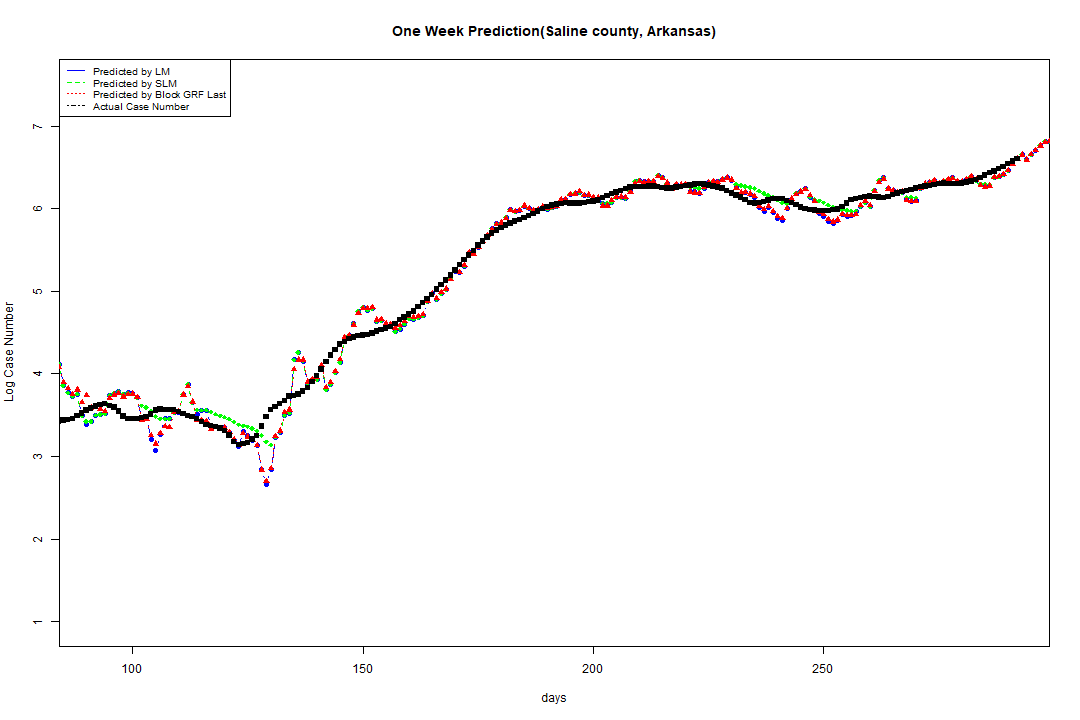 One Week Prediction(Saline county, Arkansas)
Predicted by LM
Predicted by SLM
Predicted by Block GRF Last
Actual Case Number
7
6
5
4
3
2
1
Log Case Number
100 150 200 250
days